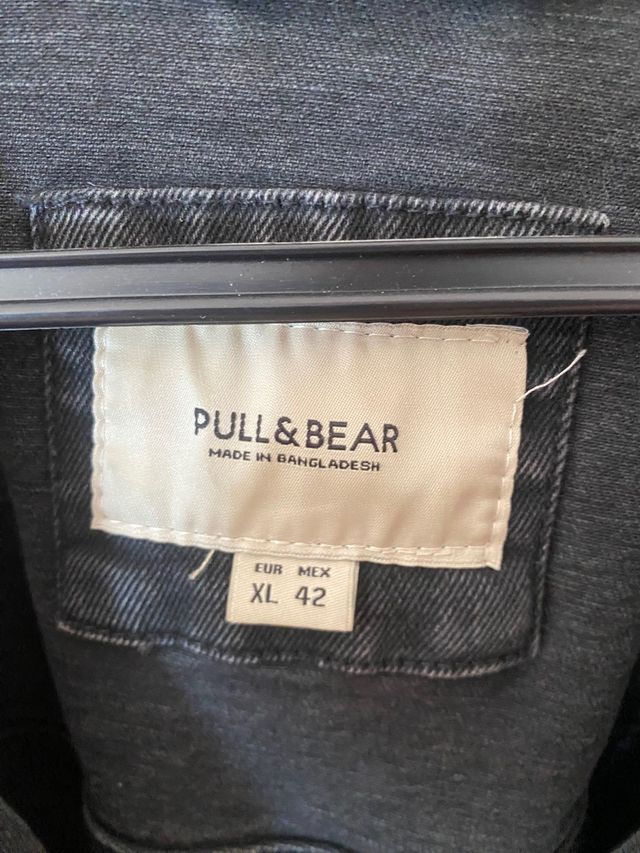 PULL&BEAR
MADE IN BANGLADESH
EUR MEX
XL 42